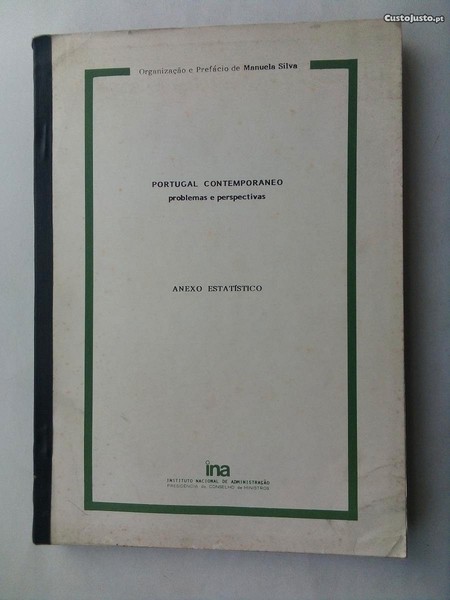 CustoJusto.pt
Organização e Prefácio de Manuela Silva
PORTUGAL CONTEMPORANEO
problemas e perspectivas
ANEXO ESTATÍSTICO
ina
INSTITUTO NACIONAL DE ADMINISTRAÇÃO
PRESIDÊNCIA do CONSELHO de MINISTROS